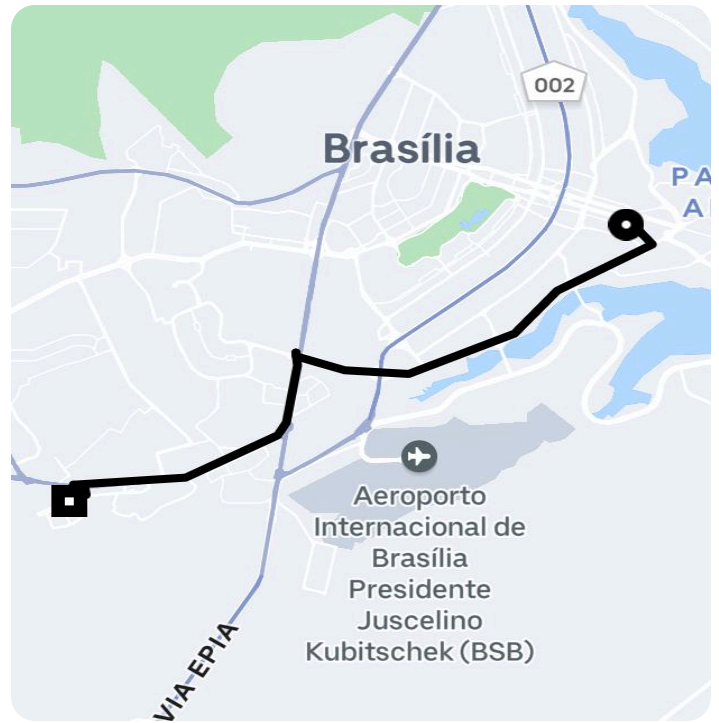 002
Brasília
PA
A
Aeroporto
Internacional de
Brasília
Presidente
Juscelino
Kubitschek (BSB)
VIA EPIA